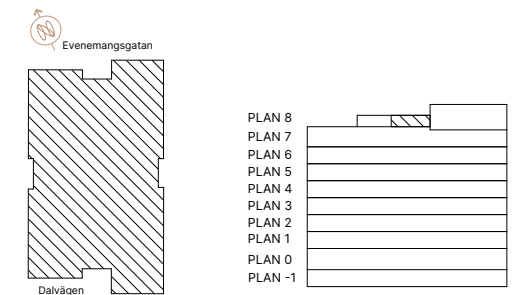 Evenemangsgatan
Dalvägen
PLAN 8
PLAN 7
PLAN 6
PLAN 5
PLAN 4
PLAN 3
PLAN 2
PLAN 1
PLAN 0
PLAN -1